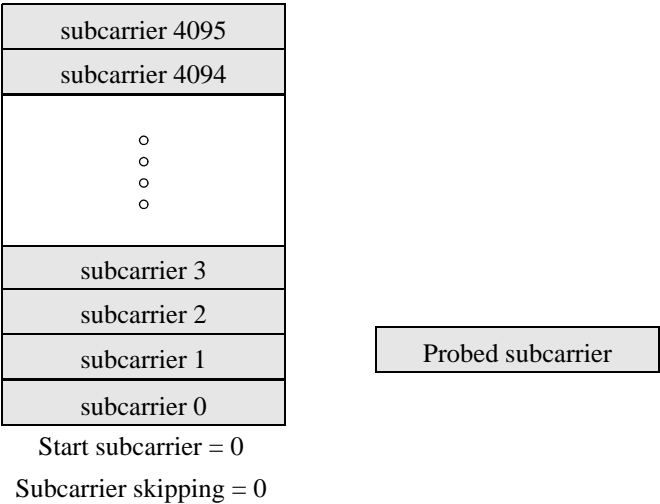 subcarrier 4095
subcarrier 4094
subcarrier 3
subcarrier 2
subcarrier 1
Probed subcarrier
subcarrier 0
Start subcarrier = 0
Subcarrier skipping = 0